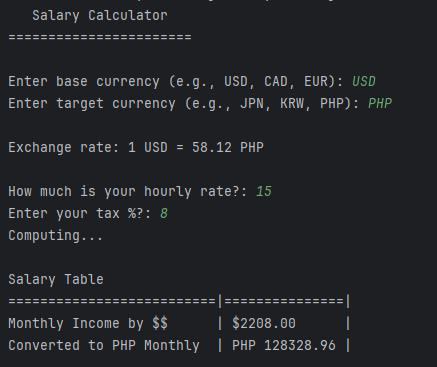 Salary Calculator
=======================
Enter base currency (e.g., USD, CAD, EUR): USD
Enter target currency (e.g., JPN, KRW, PHP): PHP
Exchange rate: 1 USD = 58.12 PHP
How much is your hourly rate?: 15
Enter your tax %?: 8
Computing...
Salary Table
==========================|===============|
Monthly Income by $$      | $2208.00      |
Converted to PHP Monthly  | PHP 128328.96 |